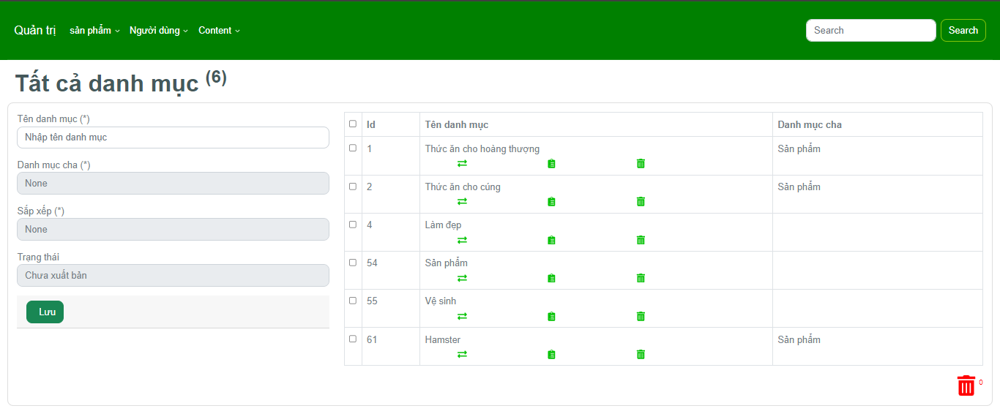 Quản trị sản phẩm Người dùng Content Search Search
Tất cả danh mục (6)
Tên danh mục (*)
Nhập tên danh mục
Danh mục cha (*)
None
Sắp xếp (*)
None
Trạng thái
Chưa xuất bản
Lưu
Id Tên danh mục Danh mục cha
1 Thức ăn cho hoàng thượng Sản phẩm
2 Thức ăn cho cúng Sản phẩm
4 Làm đẹp
54 Sản phẩm
55 Vệ sinh
61 Hamster Sản phẩm
0